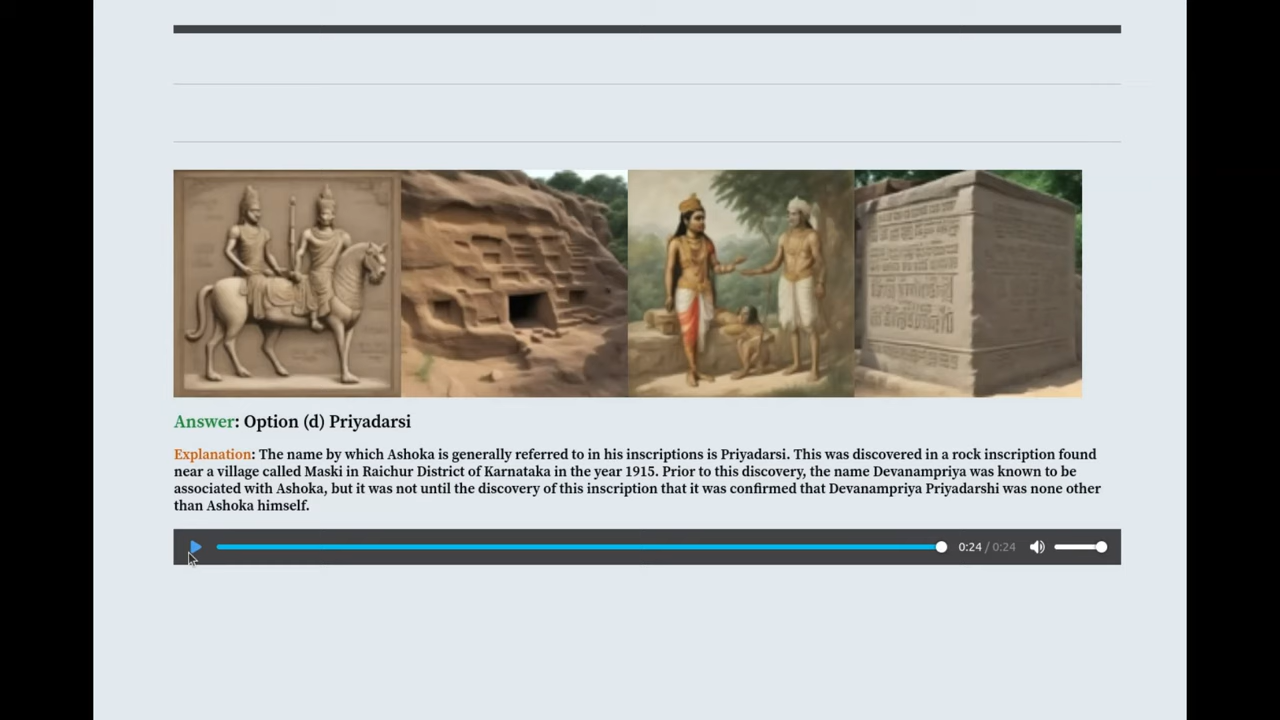 Answer: Option (d) Priyadarsi
Explanation: The name by which Ashoka is generally referred to in his inscriptions is Priyadarsi. This was discovered in a rock inscription found
near a village called Maski in Raichur District of Karnataka in the year 1915. Prior to this discovery, the name Devanampriya was known to be
associated with Ashoka, but it was not until the discovery of this inscription that it was confirmed that Devanampriya Priyadarshi was none other
than Ashoka himself.
0:24 / 0:24